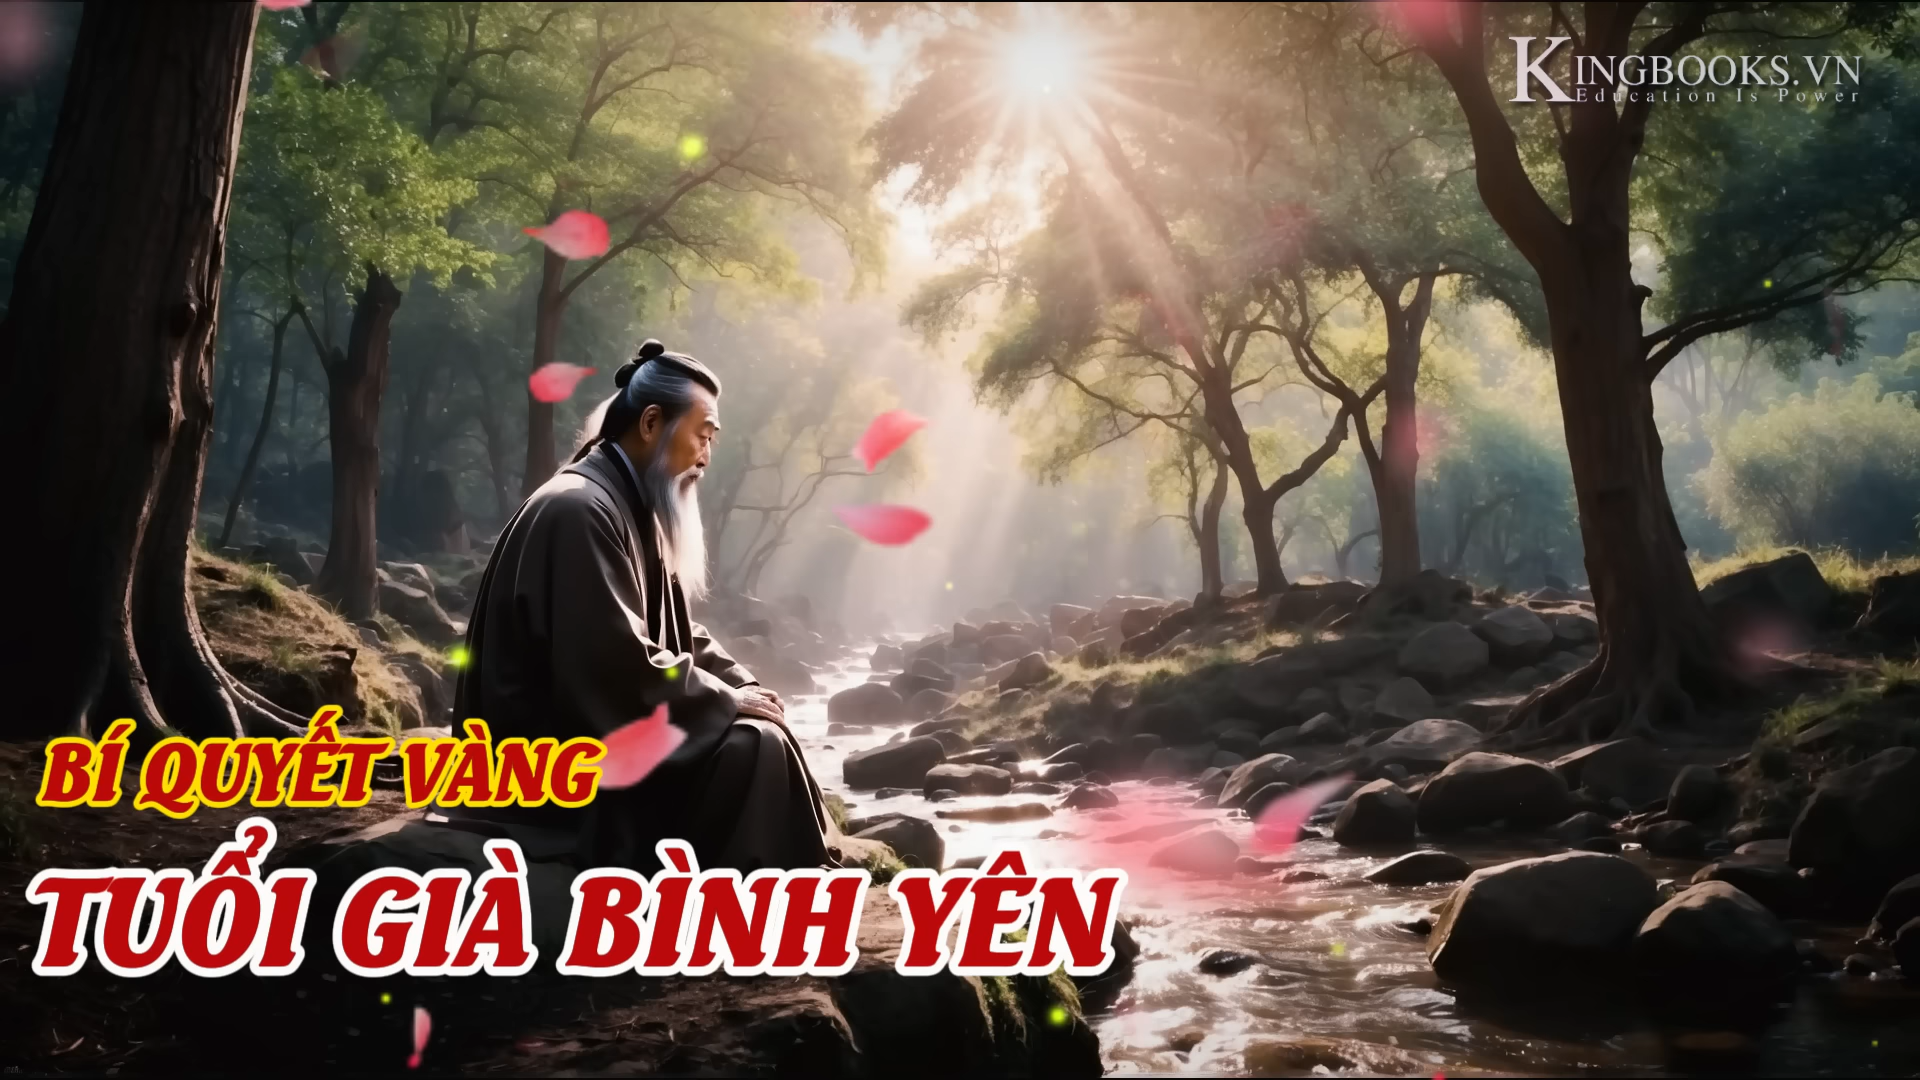 KINGBOOKS.VN
Education Is Power
BÍ QUYẾT VÀNG
TUỔI GIÀ BÌNH YÊN